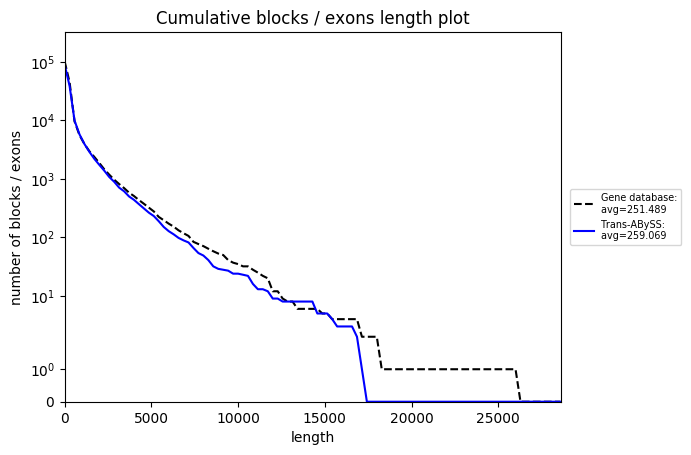 Cumulative blocks / exons length plot
number of blocks / exons
10^5
10^4
10^3
10^2
10^1
10^0
0
0 5000 10000 15000 20000 25000
length
Gene database:
avg=251.489
Trans-ABySS:
avg=259.069